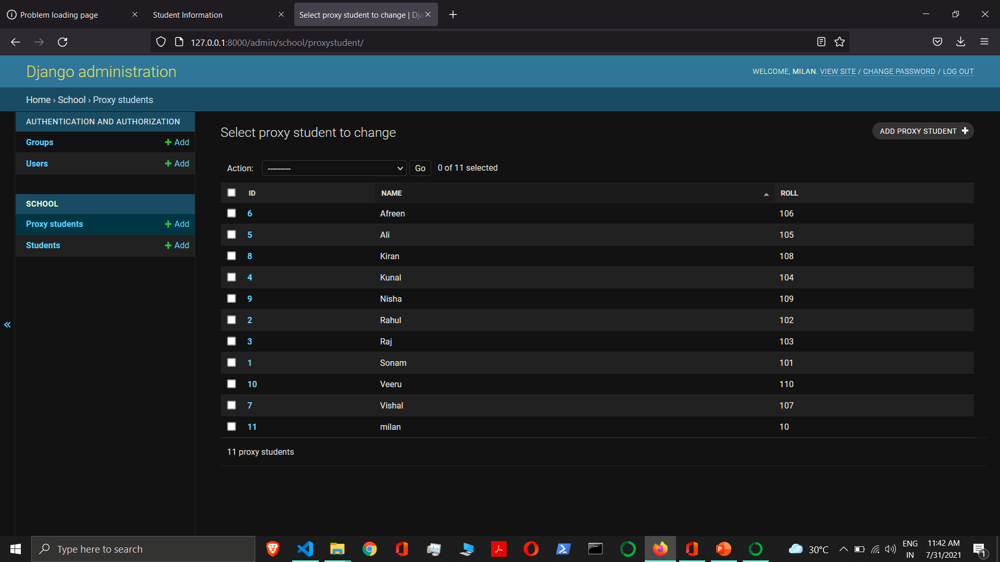 Problem loading page
Student Information
Select proxy student to change | Dja
127.0.0.1:8000/admin/school/proxystudent/
Django administration
WELCOME, MILAN. VIEW SITE / CHANGE PASSWORD / LOG OUT
Home › School › Proxy students
AUTHENTICATION AND AUTHORIZATION
Groups + Add
Users + Add
SCHOOL
Proxy students + Add
Students + Add
«
Select proxy student to change
ADD PROXY STUDENT +
Action: --------- Go 0 of 11 selected
ID NAME ROLL
6 Afreen 106
5 Ali 105
8 Kiran 108
4 Kunal 104
9 Nisha 109
2 Rahul 102
3 Raj 103
1 Sonam 101
10 Veeru 110
7 Vishal 107
11 milan 10
11 proxy students
Type here to search
30°C
ENG
IN
11:42 AM
7/31/2021
1